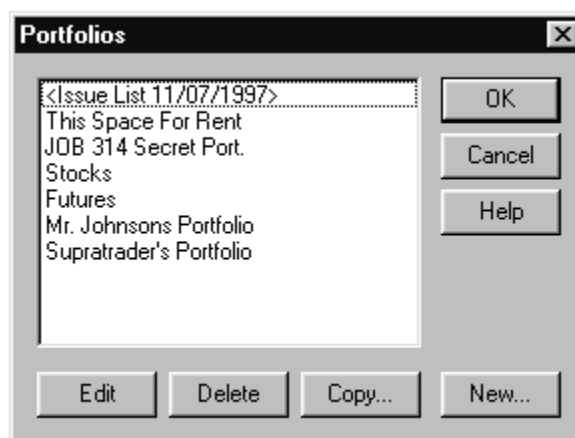 Portfolios
<Issue List 11/07/1997>
This Space For Rent
JOB 314 Secret Port.
Stocks
Futures
Mr. Johnsons Portfolio
Supratrader's Portfolio
OK
Cancel
Help
Edit Delete Copy... New...